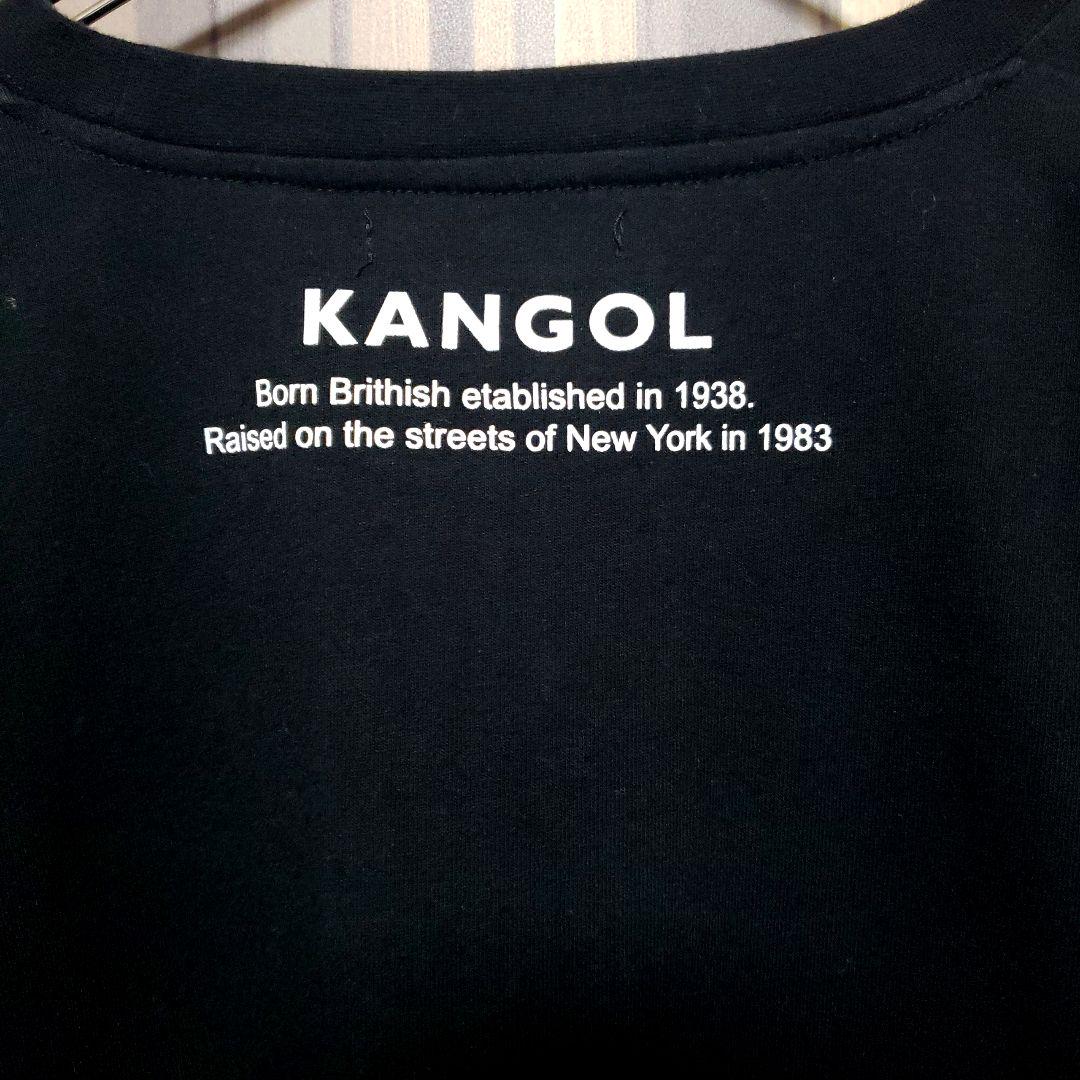 KANGOL
Born Brithish etablished in 1938.
Raised on the streets of New York in 1983